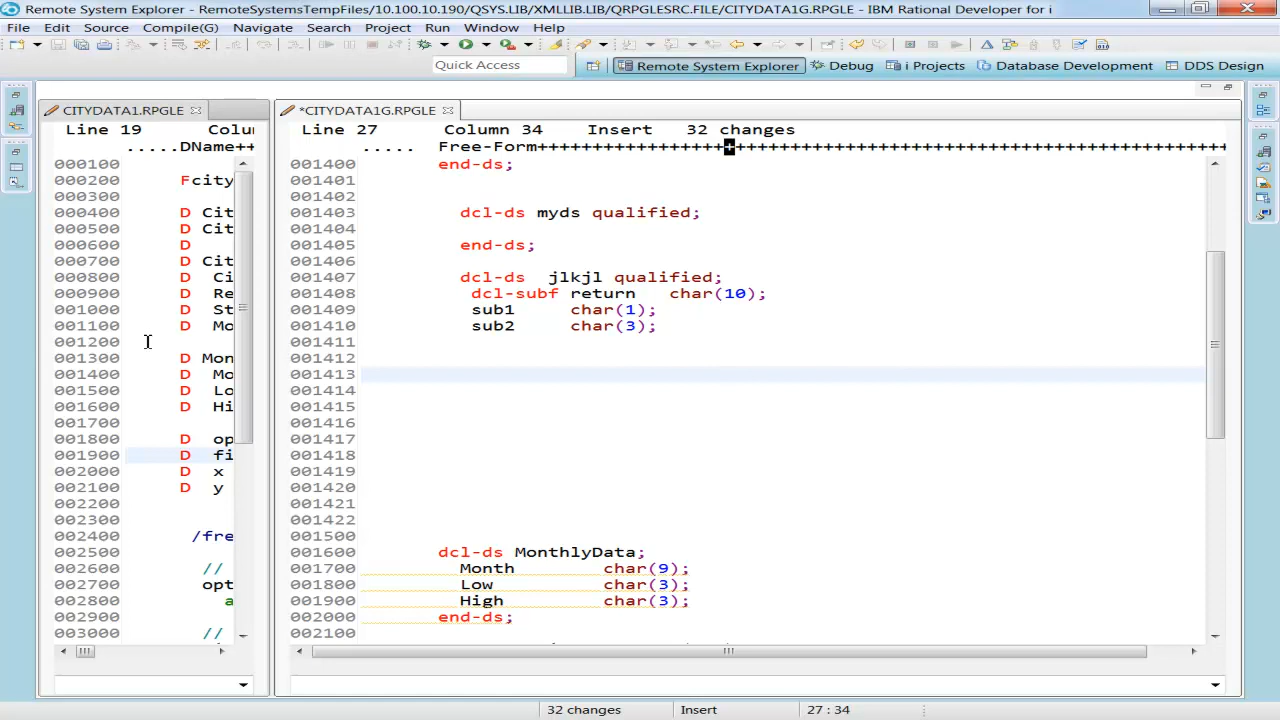 Remote System Explorer - RemoteSystemsTempFiles/10.100.10.190/QSYS.LIB/XMLLIB.LIB/QRPGLESRC.FILE/CITYDATA1G.RPGLE - IBM Rational Developer for i
File Edit Source Compile(G) Navigate Search Project Run Window Help
Quick Access Remote System Explorer Debug i Projects Database Development DDS Design
CITYDATA1.RPGLE
Line 19 Colum
.....DName++
000100
000200 Fcity
000300
000400 D Cit
000500 D Cit
000600 D
000700 D Cit
000800 D Ci
000900 D Re
001000 D St
001100 D Mo
001200
001300 D Mon
001400 D Mo
001500 D Lo
001600 D Hi
001700
001800 D op
001900 D fi
002000 D x
002100 D y
002200
002300
002400 /fre
002500
002600 //
002700 opt
002800 a
002900
003000 //
*CITYDATA1G.RPGLE
Line 27 Column 34 Insert 32 changes
..... Free-Form+++++++++++++++++++++++++++++++++++++++++++++++++++++++++++++++
001400 end-ds;
001401
001402
001403 dcl-ds myds qualified;
001404
001405 end-ds;
001406
001407 dcl-ds jlkjl qualified;
001408 dcl-subf return char(10);
001409 sub1 char(1);
001410 sub2 char(3);
001411
001412
001413
001414
001415
001416
001417
001418
001419
001420
001421
001422
001500
001600 dcl-ds MonthlyData;
001700 Month char(9);
001800 Low char(3);
001900 High char(3);
002000 end-ds;
002100
32 changes Insert 27 : 34